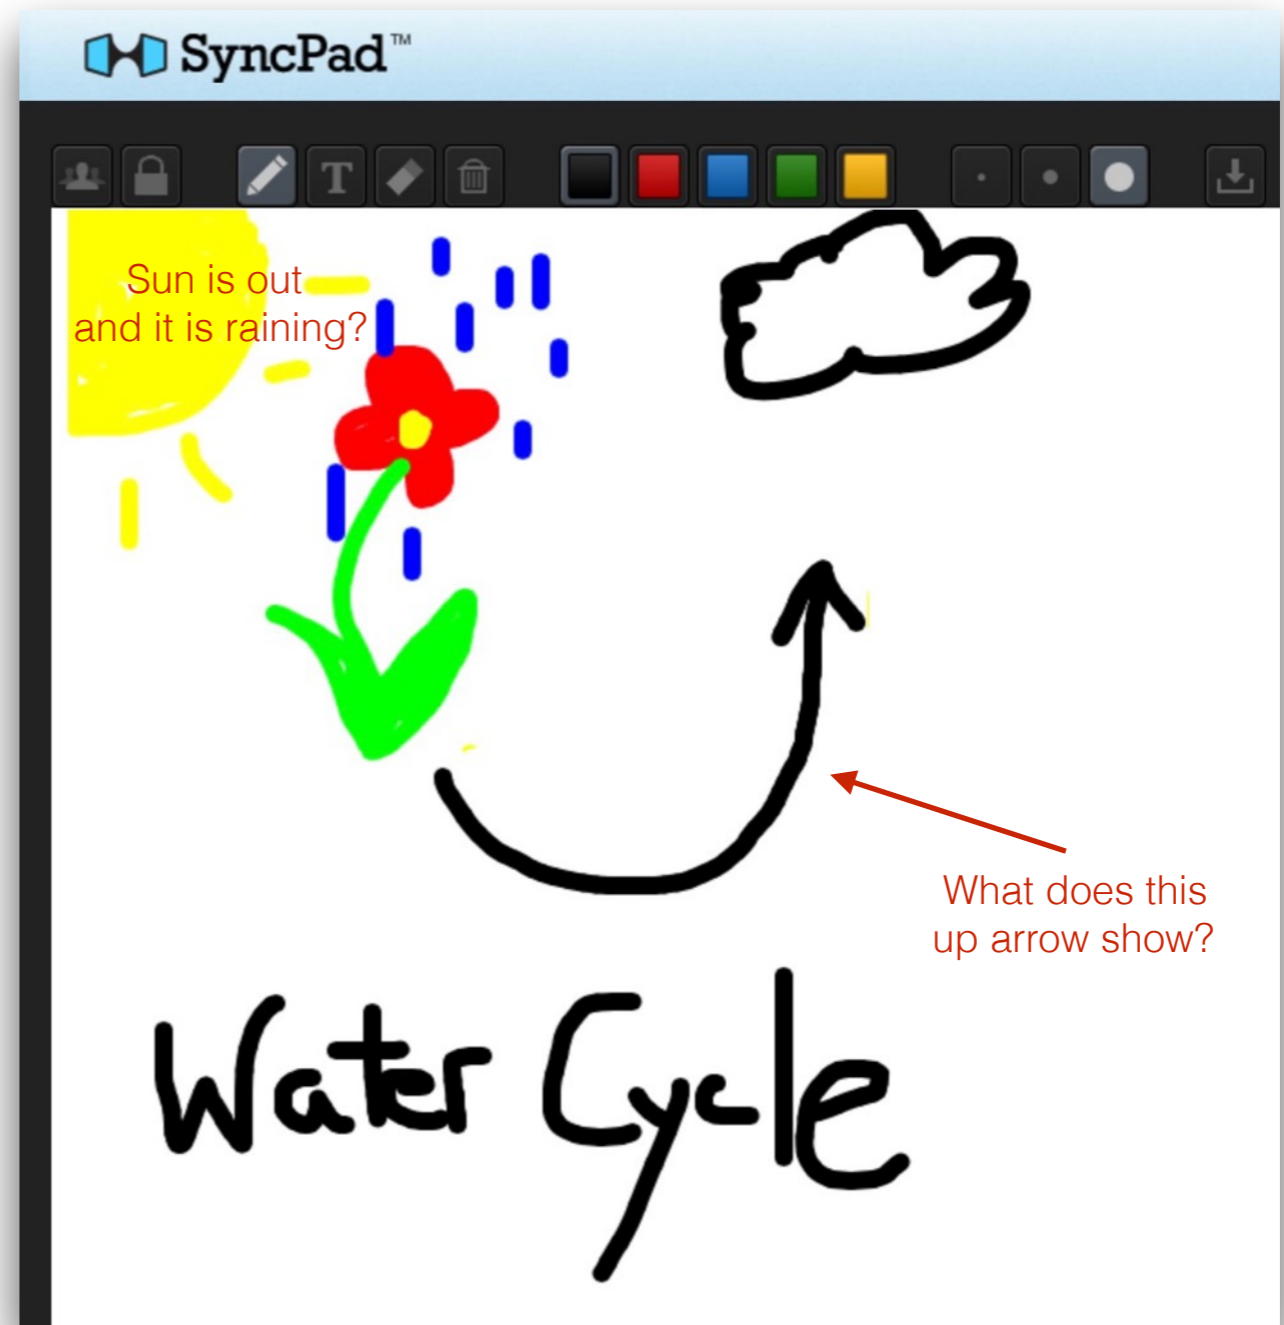 SyncPad™
T
Sun is out
and it is raining?
What does this
up arrow show?
Water Cycle